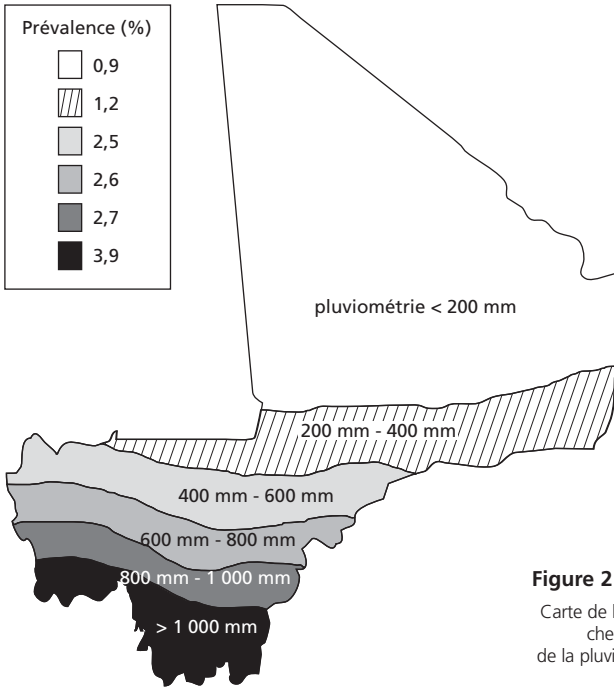 Prévalence (%)
0,9
1,2
2,5
2,6
2,7
3,9
pluviométrie < 200 mm
200 mm - 400 mm
400 mm - 600 mm
600 mm - 800 mm
800 mm - 1 000 mm
> 1 000 mm
Figure 2
Carte de
de la